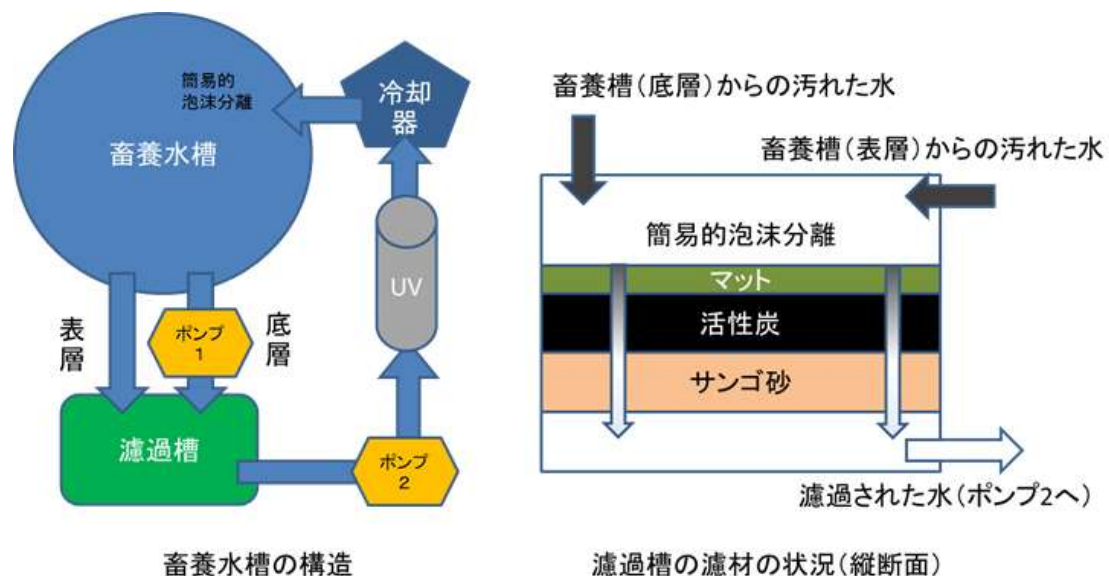 簡易的
泡沫分離
冷却
器
畜養水槽
UV
表
層
ポンプ
1
底
層
濾過槽
ポンプ
2
畜養水槽の構造
畜養槽(底層)からの汚れた水
畜養槽(表層)からの汚れた水
簡易的泡沫分離
マット
活性炭
サンゴ砂
濾過された水(ポンプ2へ)
濾過槽の濾材の状況(縦断面)